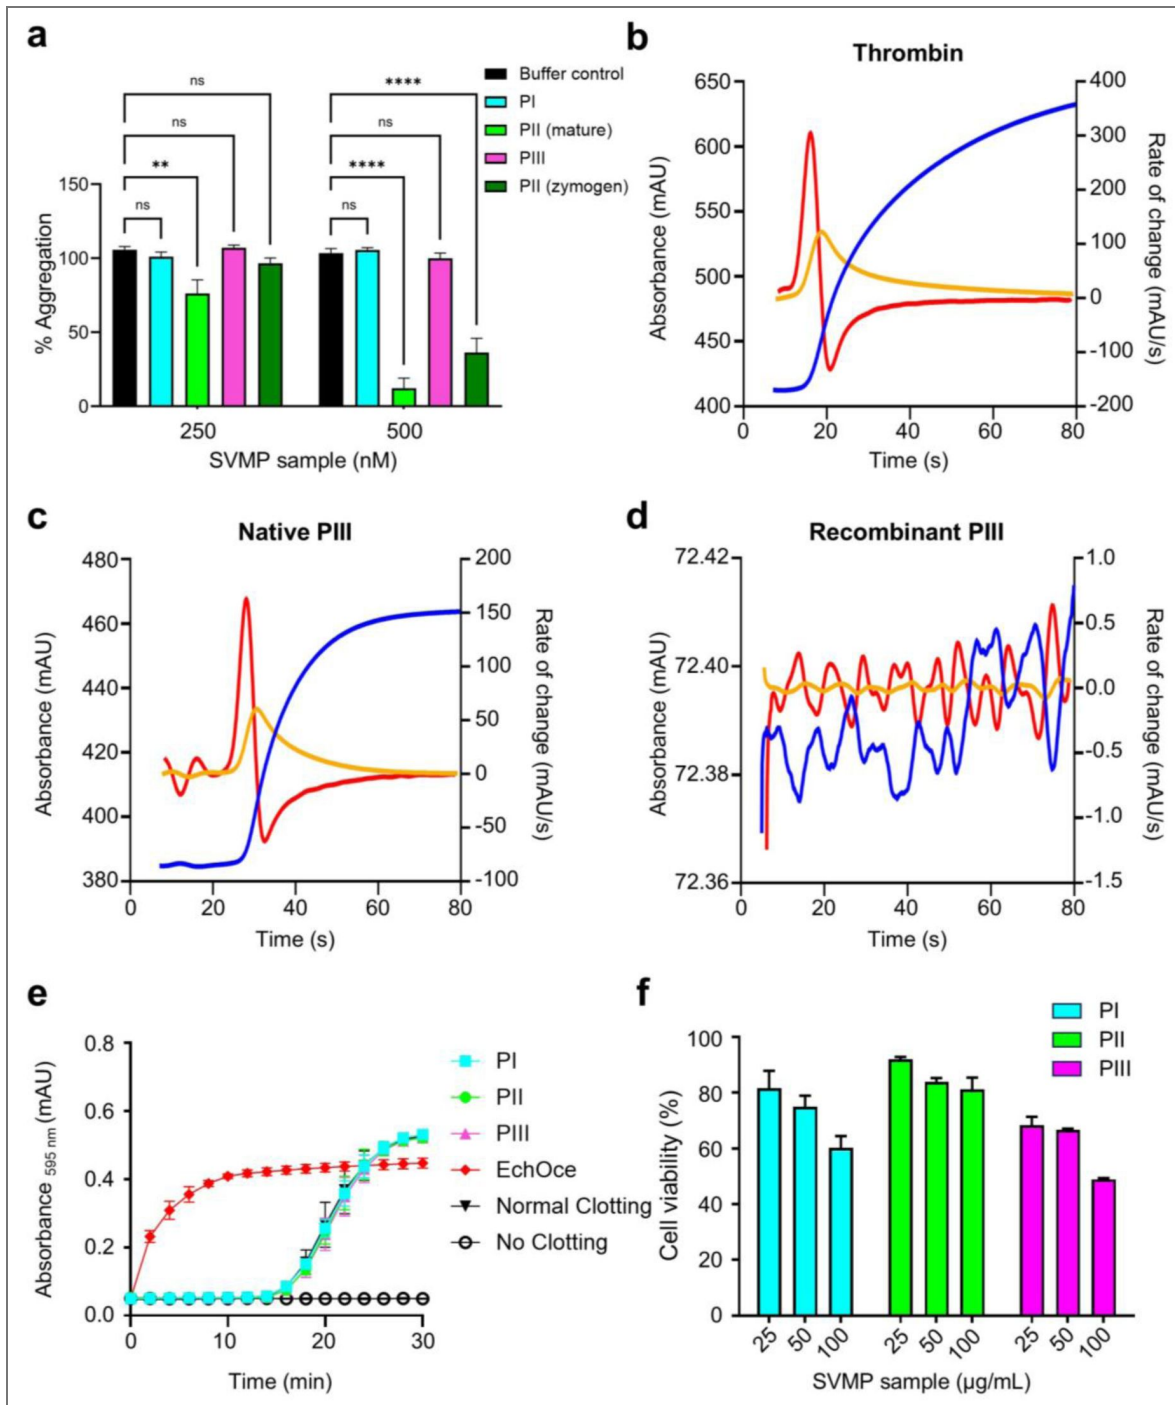 a
ns
ns
**
ns
****
ns
****
ns
Buffer control
PI
PII (mature)
PIII
PII (zymogen)
150
100
50
0
% Aggregation
250
500
SVMP sample (nM)
b
Thrombin
650
600
550
500
450
400
Absorbance (mAU)
400
300
200
100
0
-100
-200
Rate of change (mAU/s)
0
20
40
60
80
Time (s)
c
Native PIII
480
460
440
420
400
380
Absorbance (mAU)
200
150
100
50
0
-50
-100
Rate of change (mAU/s)
0
20
40
60
80
Time (s)
d
Recombinant PIII
72.42
72.40
72.38
72.36
Absorbance (mAU)
1.0
0.5
0.0
-0.5
-1.0
-1.5
Rate of change (mAU/s)
0
20
40
60
80
Time (s)
e
0.8
0.6
0.4
0.2
0.0
Absorbance 595 nm (mAU)
0
10
20
30
Time (min)
PI
PII
PIII
EchOce
Normal Clotting
No Clotting
f
PI
PII
PIII
100
80
60
40
20
0
Cell viability (%)
25
50
100
25
50
100
25
50
100
SVMP sample (µg/mL)